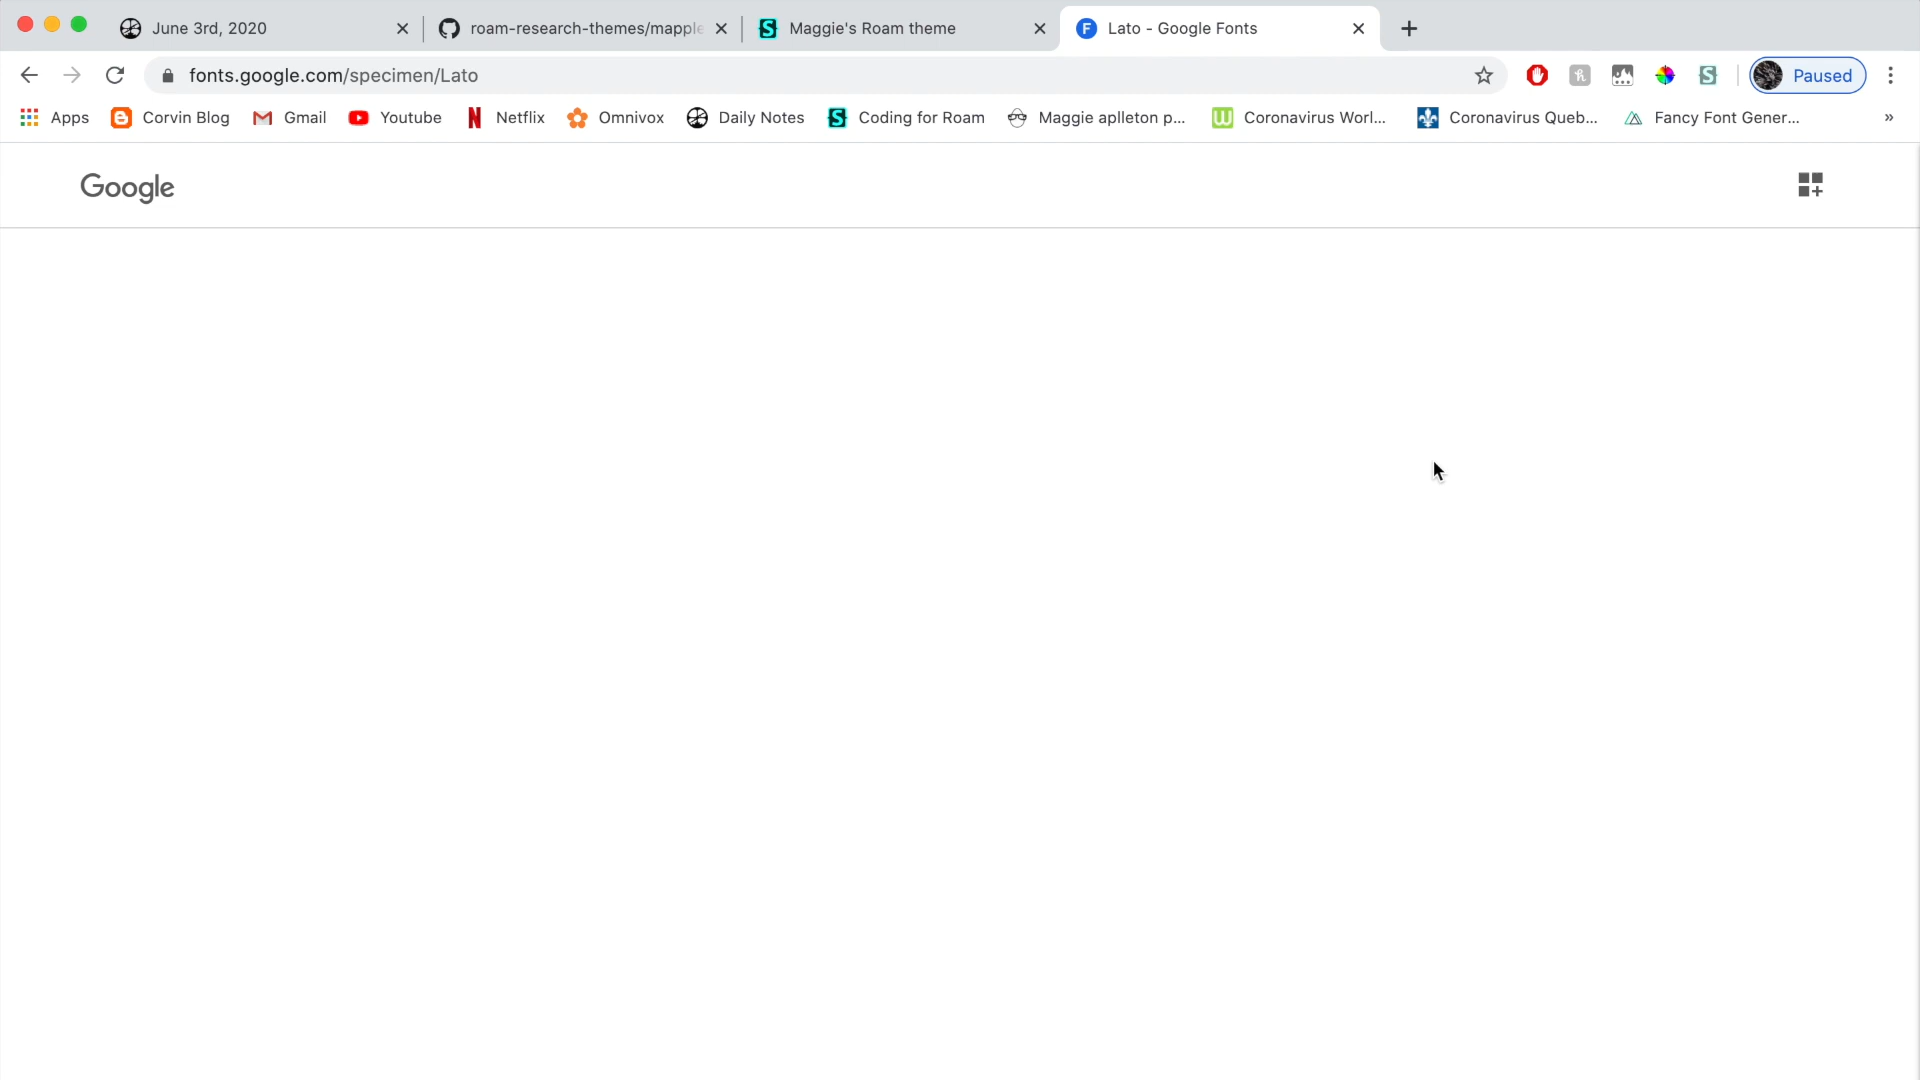 June 3rd, 2020
roam-research-themes/mapple
Maggie's Roam theme
Lato - Google Fonts
fonts.google.com/specimen/Lato
Paused
Apps
Corvin Blog
Gmail
Youtube
Netflix
Omnivox
Daily Notes
Coding for Roam
Maggie aplleton p...
Coronavirus Worl...
Coronavirus Queb...
Fancy Font Gener...
»
Google